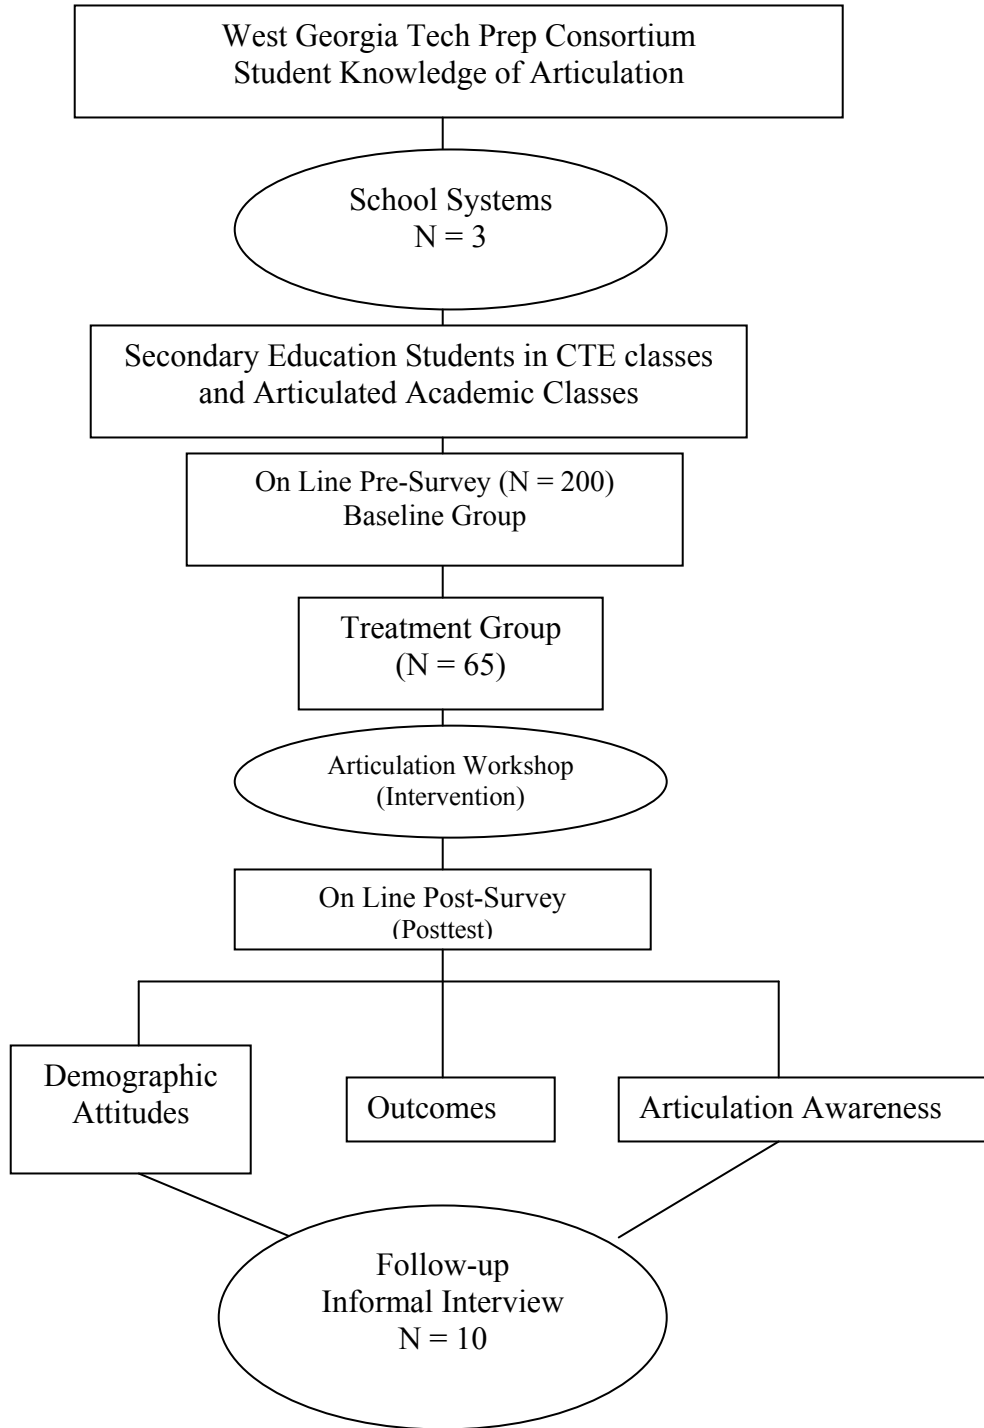 West Georgia Tech Prep Consortium
Student Knowledge of Articulation
School Systems
N = 3
Secondary Education Students in CTE classes
and Articulated Academic Classes
On Line Pre-Survey (N = 200)
Baseline Group
Treatment Group
(N = 65)
Articulation Workshop
(Intervention)
On Line Post-Survey
(Posttest)
Demographic
Attitudes
Outcomes
Articulation Awareness
Follow-up
Informal Interview
N = 10